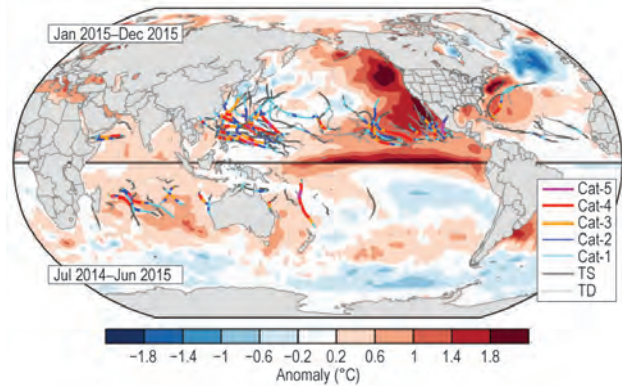 Jan 2015–Dec 2015
Cat-5
Cat-4
Cat-3
Cat-2
Cat-1
TS
TD
Jul 2014–Jun 2015
−1.8 −1.4 −1 −0.6 −0.2 0.2 0.6 1 1.4 1.8
Anomaly (°C)